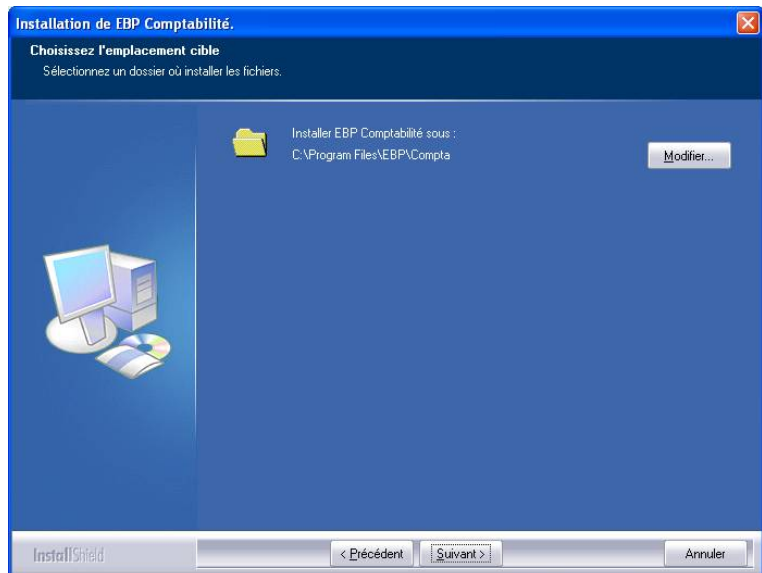 Installation de EBP Comptabilité.
Choisissez l'emplacement cible
Sélectionnez un dossier où installer les fichiers.
Installer EBP Comptabilité sous :
C:\Program Files\EBP\Compta
Modifier...
InstallShield
< Précédent
Suivant >
Annuler